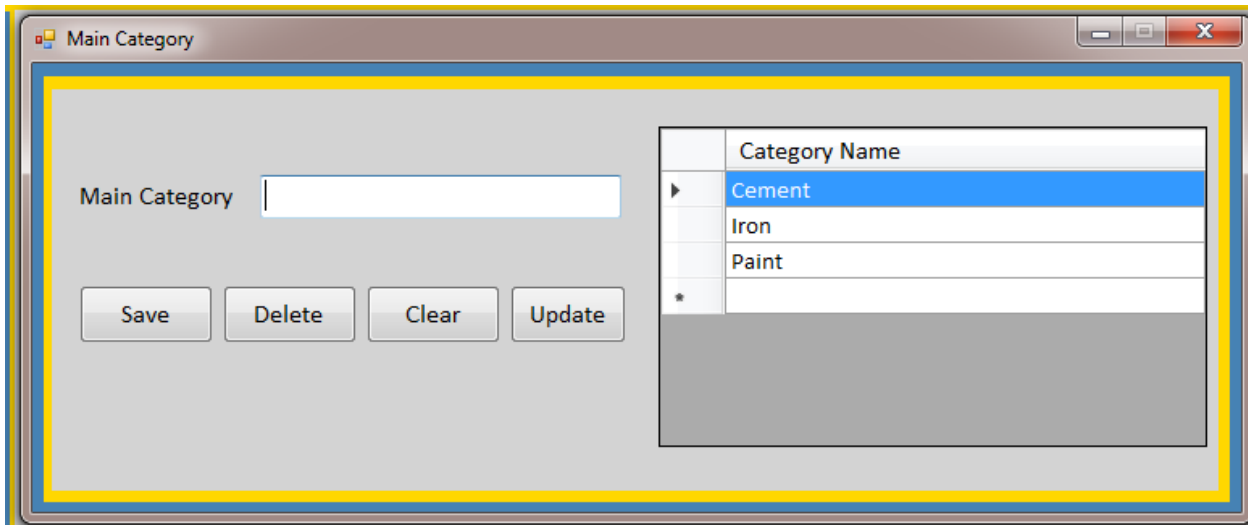 Main Category
Main Category
Save Delete Clear Update
Category Name
Cement
Iron
Paint
*